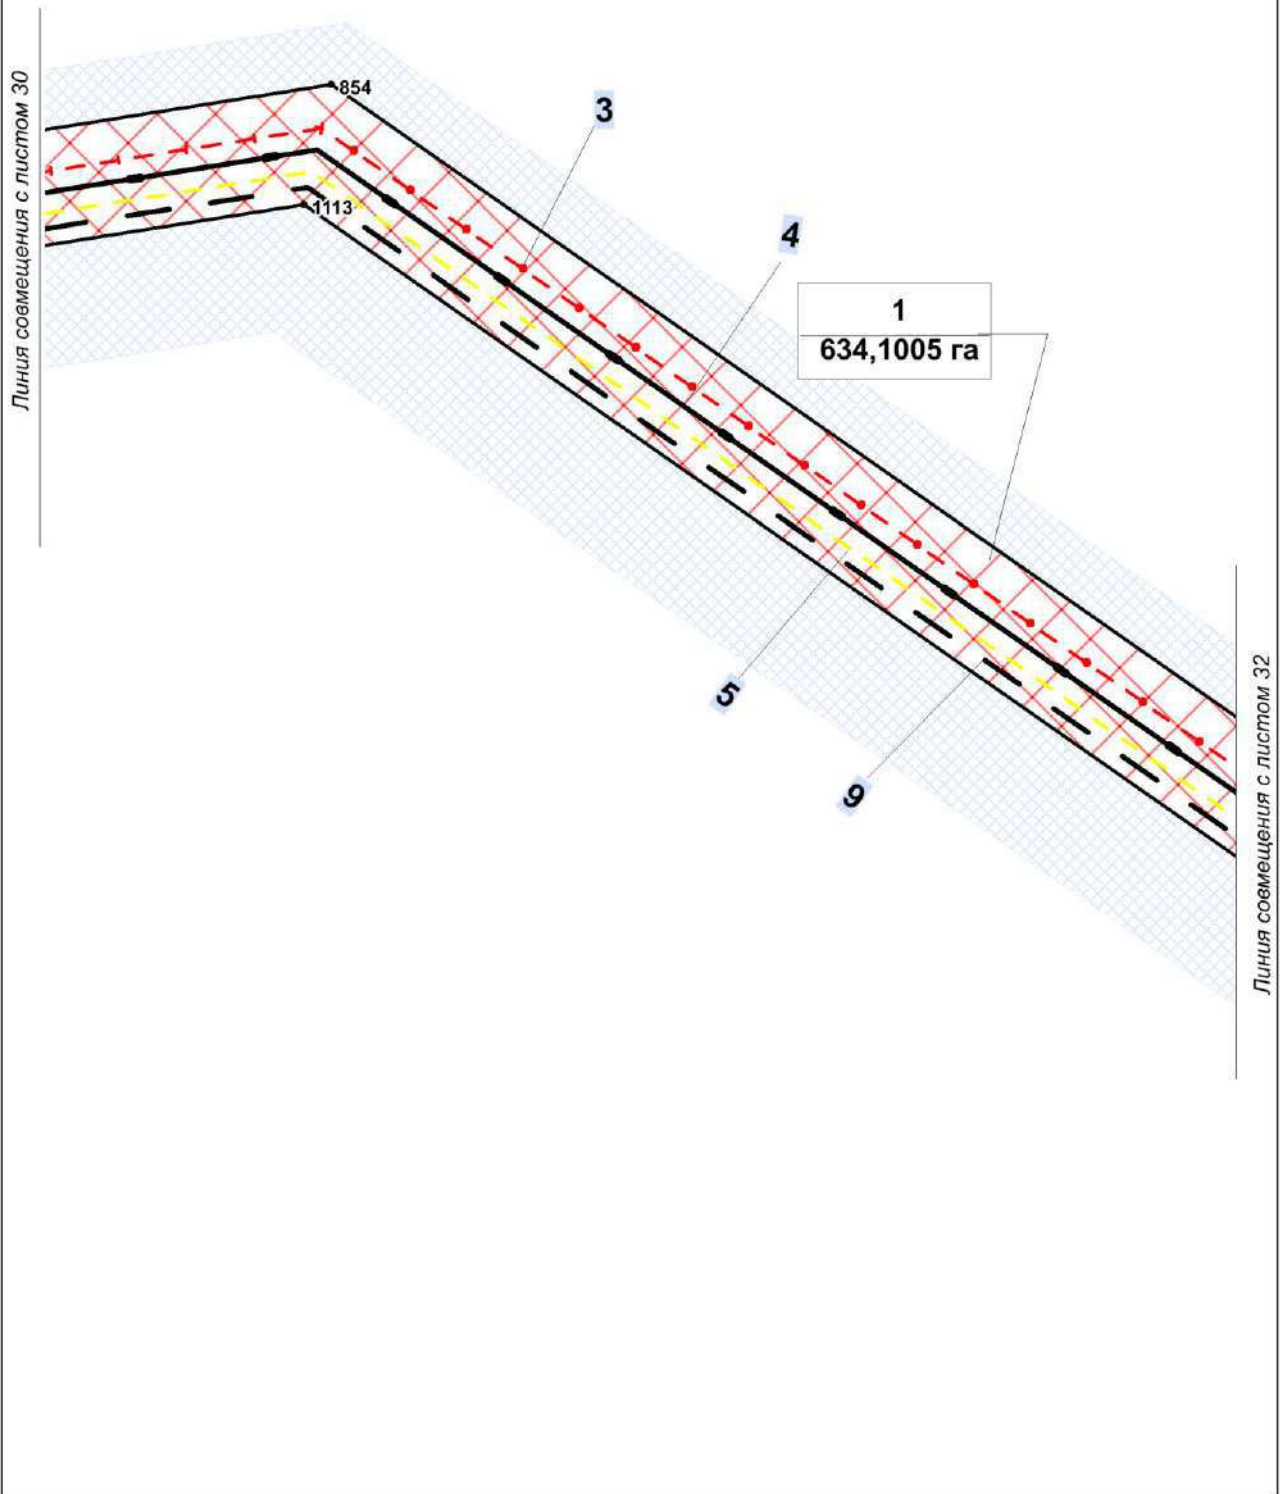 Линия совмещения с листом 30
854
3
1113
4
1
634,1005 га
5
9
Линия совмещения с листом 32